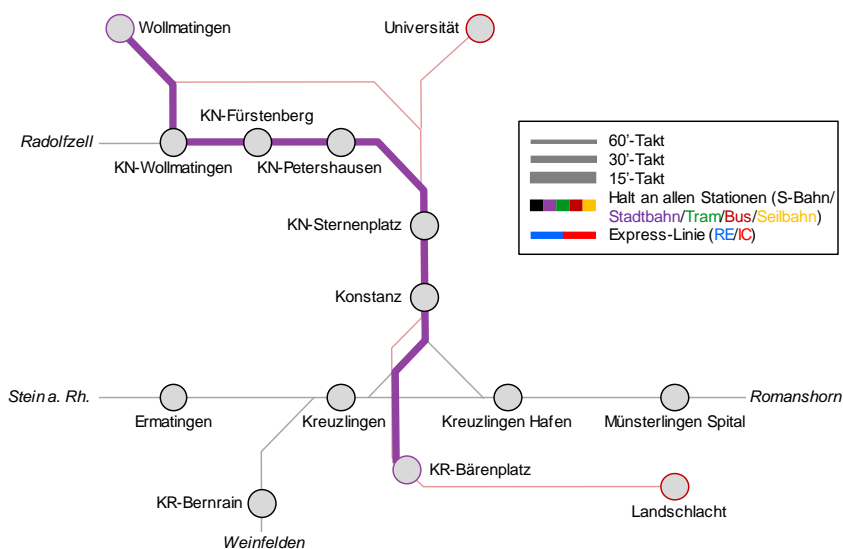 Wollmatingen
Universität
KN-Fürstenberg
Radolfzell
KN-Wollmatingen
KN-Petershausen
60'-Takt
30'-Takt
15'-Takt
Halt an allen Stationen (S-Bahn/
Stadtbahn/Tram/Bus/Seilbahn)
Express-Linie (RE/IC)
KN-Sternenplatz
Konstanz
Stein a. Rh.
Romanshorn
Ermatingen
Kreuzlingen
Kreuzlingen Hafen
Münsterlingen Spital
KR-Bärenplatz
KR-Bernrain
Landschlacht
Weinfelden